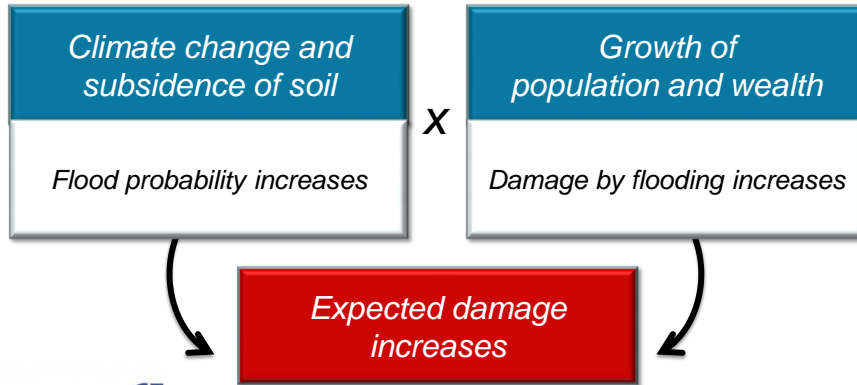 Climate change and
subsidence of soil
Flood probability increases
x
Growth of
population and wealth
Damage by flooding increases
Expected damage
increases